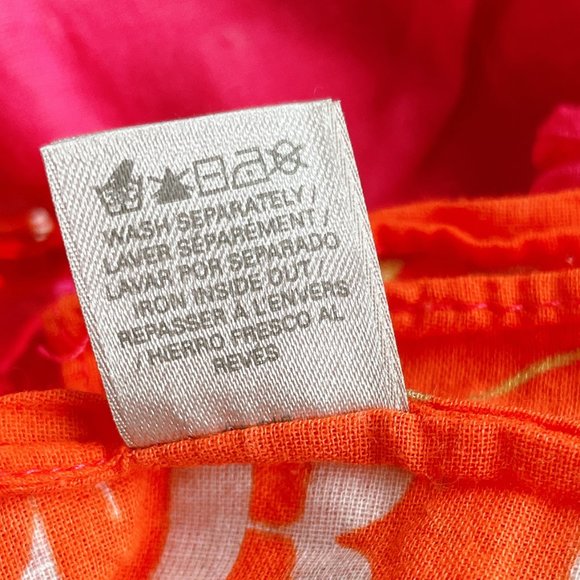 WASH SEPARATELY /
LAVER SÉPARÉMENT /
LAVAR POR SEPARADO
IRON INSIDE OUT /
REPASSER À L'ENVERS
/ HIERRO FRESCO AL
REVÉS